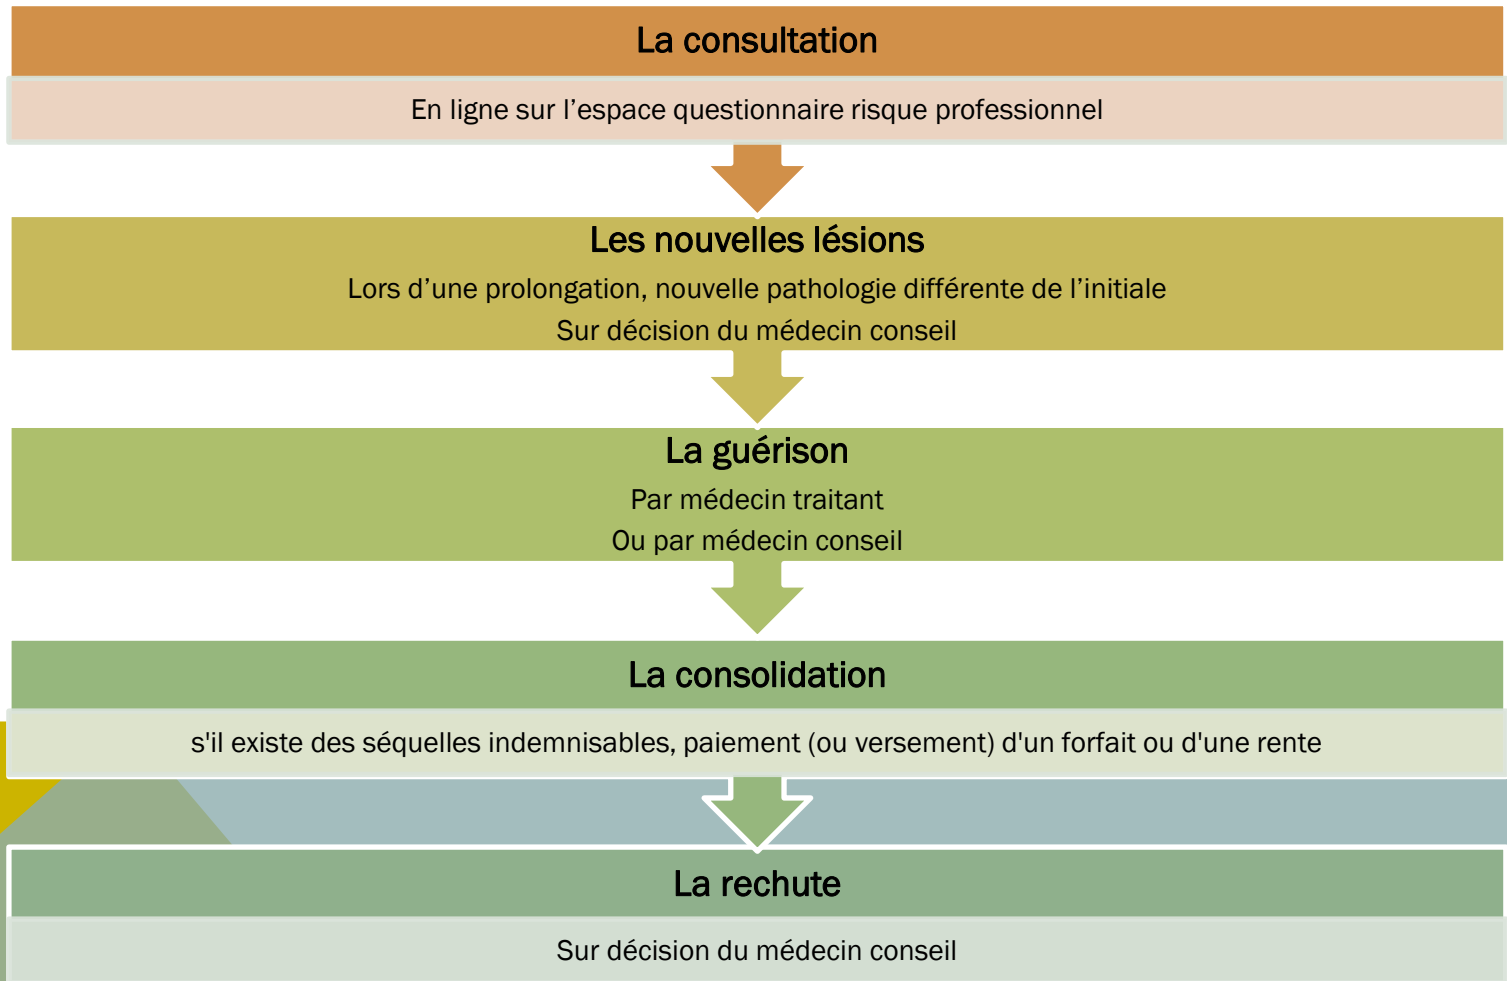 La consultation
En ligne sur l’espace questionnaire risque professionnel
Les nouvelles lésions
Lors d’une prolongation, nouvelle pathologie différente de l’initiale
Sur décision du médecin conseil
La guérison
Par médecin traitant
Ou par médecin conseil
La consolidation
s'il existe des séquelles indemnisables, paiement (ou versement) d'un forfait ou d'une rente
La rechute
Sur décision du médecin conseil